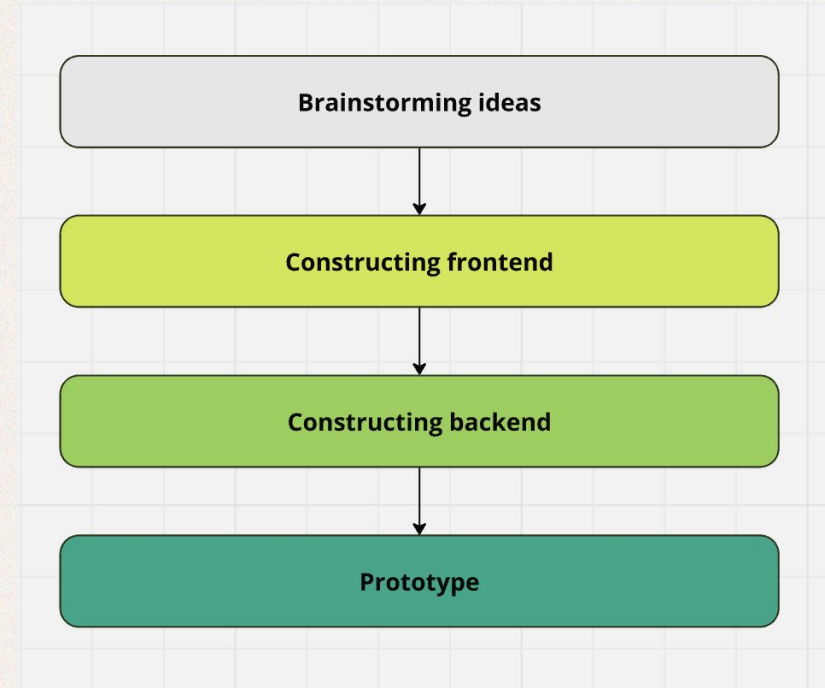 Brainstorming ideas
Constructing frontend
Constructing backend
Prototype